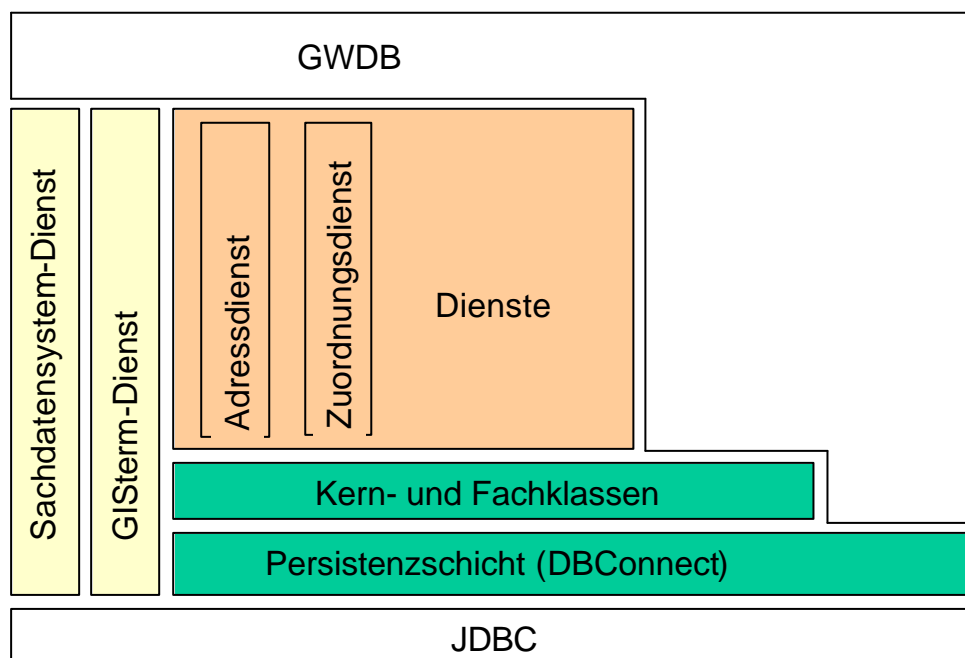 GWDB
Sachdatensystem-Dienst
GISterm-Dienst
Adressdienst
Zuordnungsdienst
Dienste
Kern- und Fachklassen
Persistenzschicht (DBConnect)
JDBC